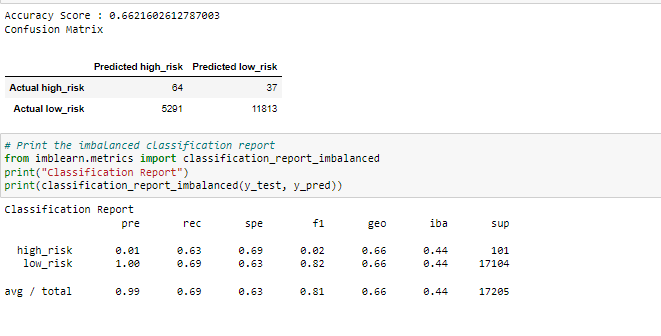 Accuracy Score : 0.6621602612787003
Confusion Matrix
Predicted high_risk Predicted low_risk
Actual high_risk 64 37
Actual low_risk 5291 11813
# Print the imbalanced classification report
from imblearn.metrics import classification_report_imbalanced
print("Classification Report")
print(classification_report_imbalanced(y_test, y_pred))
Classification Report
pre rec spe f1 geo iba sup
high_risk 0.01 0.63 0.69 0.02 0.66 0.44 101
low_risk 1.00 0.69 0.63 0.82 0.66 0.44 17104
avg / total 0.99 0.69 0.63 0.81 0.66 0.44 17205